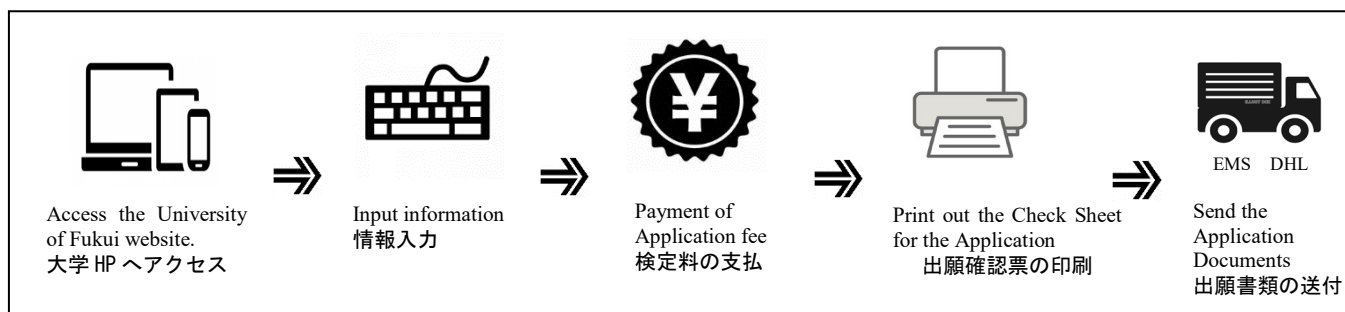 Access the University
of Fukui website.
大学 HP へアクセス
Input information
情報入力
¥
Payment of
Application fee
検定料の支払
Print out the Check Sheet
for the Application
出願確認票の印刷
EMS DHL
Send the
Application
Documents
出願書類の送付